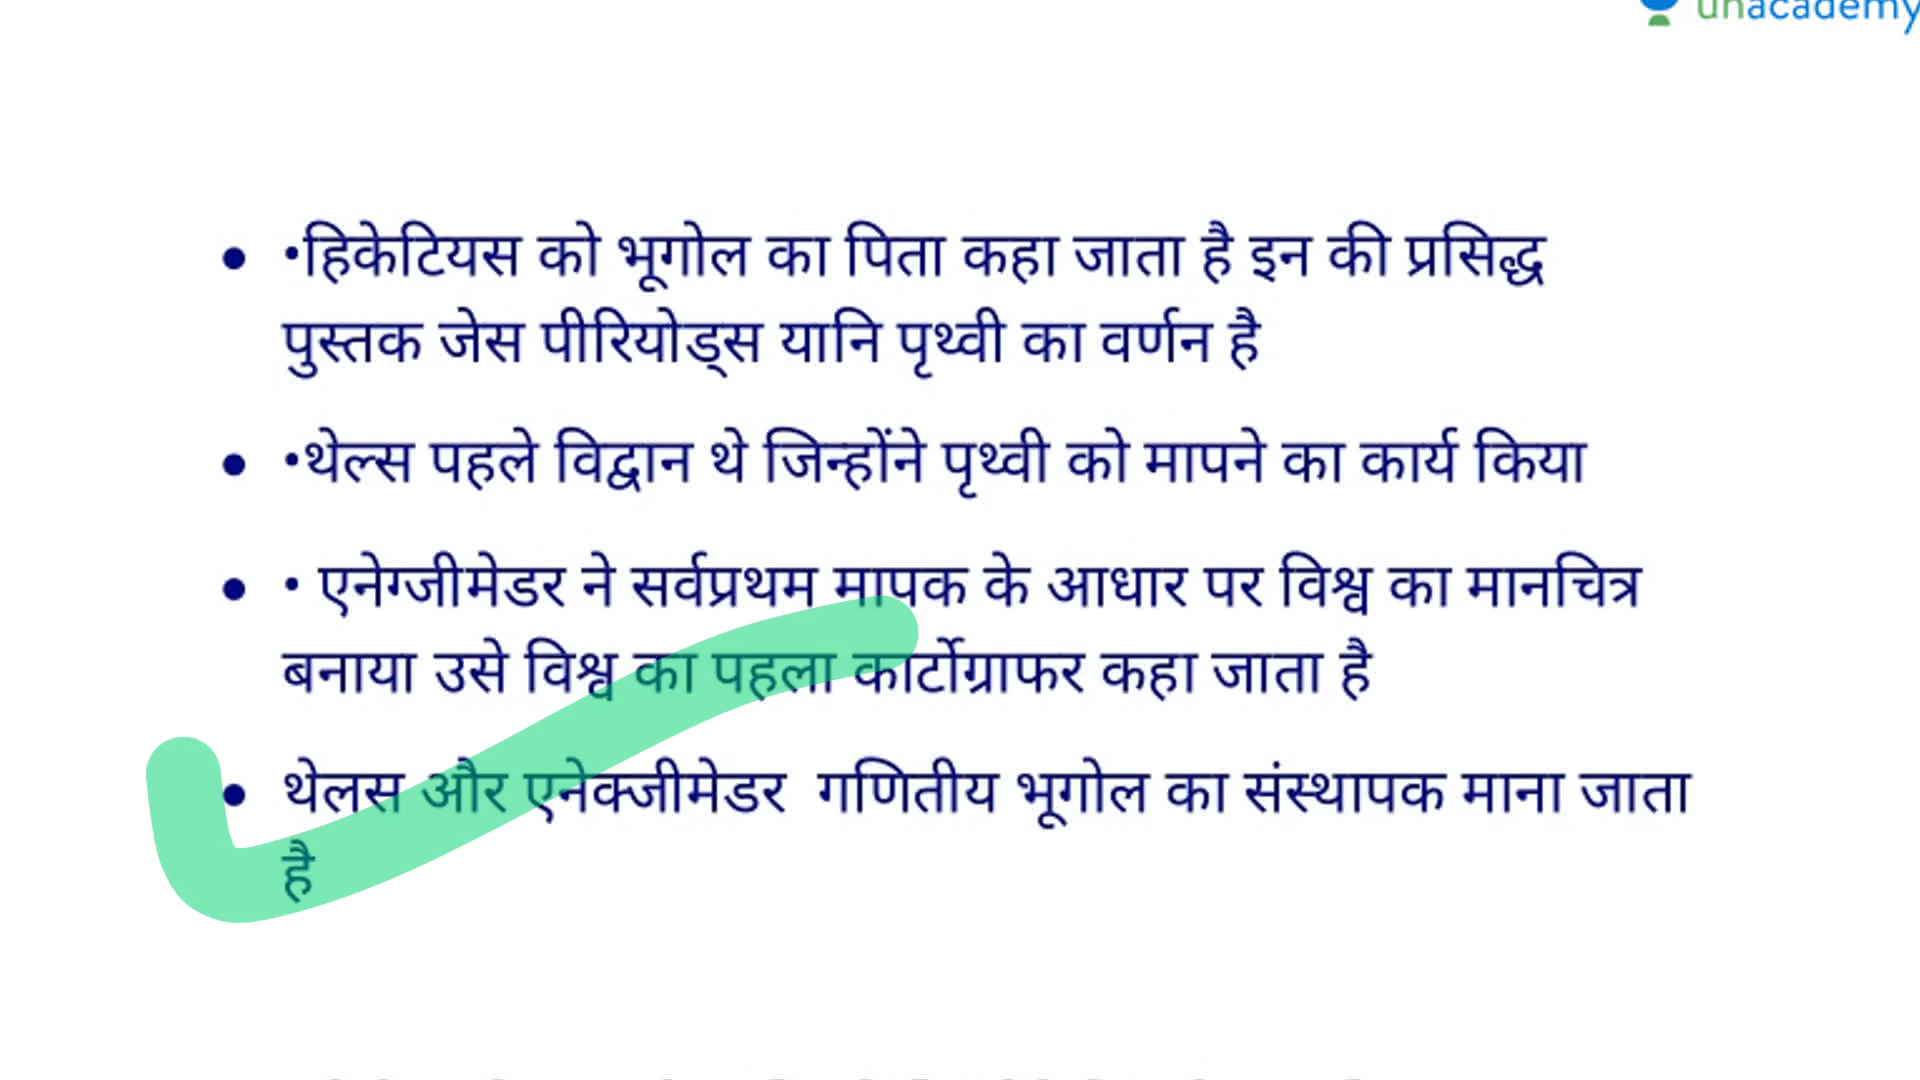 unacademy
• •हिकेटियस को भूगोल का पिता कहा जाता है इन की प्रसिद्ध
पुस्तक जेस पीरियोड्स यानि पृथ्वी का वर्णन है
• •थेल्स पहले विद्वान थे जिन्होंने पृथ्वी को मापने का कार्य किया
• • एनेग्जीमेडर ने सर्वप्रथम मापक के आधार पर विश्व का मानचित्र
बनाया उसे विश्व का पहला कार्टोग्राफर कहा जाता है
• थेलस और एनेक्जीमेडर गणितीय भूगोल का संस्थापक माना जाता
है